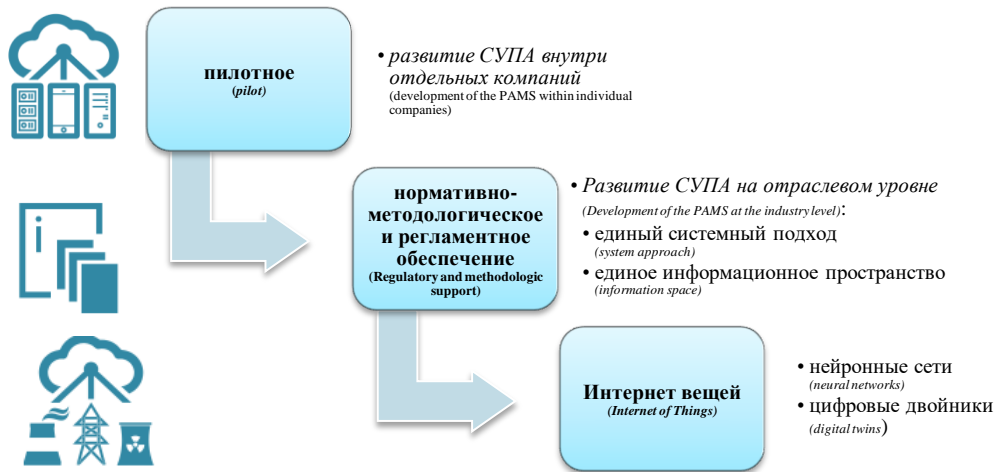 пилотное
(pilot)
• развитие СУПА внутри
отдельных компаний
(development of the PAMS within individual
companies)
нормативно-
методологическое
и регламентное
обеспечение
(Regulatory and methodologic
support)
• Развитие СУПА на отраслевом уровне
(Development of the PAMS at the industry level):
• единый системный подход
(system approach)
• единое информационное пространство
(information space)
Интернет вещей
(Internet of Things)
• нейронные сети
(neural networks)
• цифровые двойники
(digital twins)